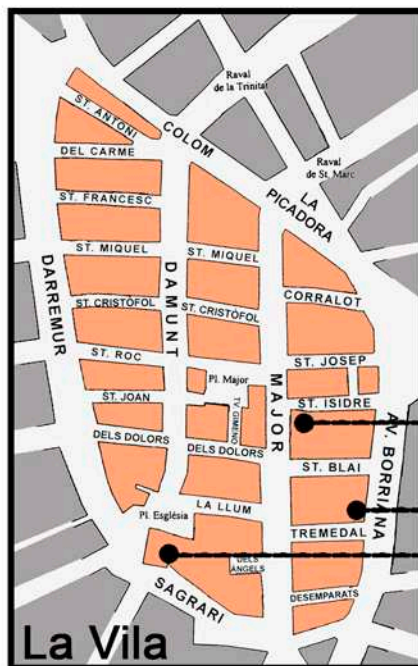 Raval
de la Trinitat
ST. ANTONI
COLOM
DEL CARME
Raval
de St. Marc
ST. FRANCESC
LA
PICADORA
ST. MIQUEL
ST. MIQUEL
DARREMUR
DAMUNT
CORRALOT
ST. CRISTÒFOL
ST. CRISTÒFOL
ST. ROC
ST. JOSEP
Pl. Major
MAJOR
ST. JOAN
TV. GIMENO
ST. ISIDRE
AV. BORRIANA
DELS DOLORS
DELS DOLORS
ST. BLAI
LA LLUM
Pl. Església
TREMEDAL
DELS
ÀNGELS
SAGRARI
DESEMPARATS
La Vila